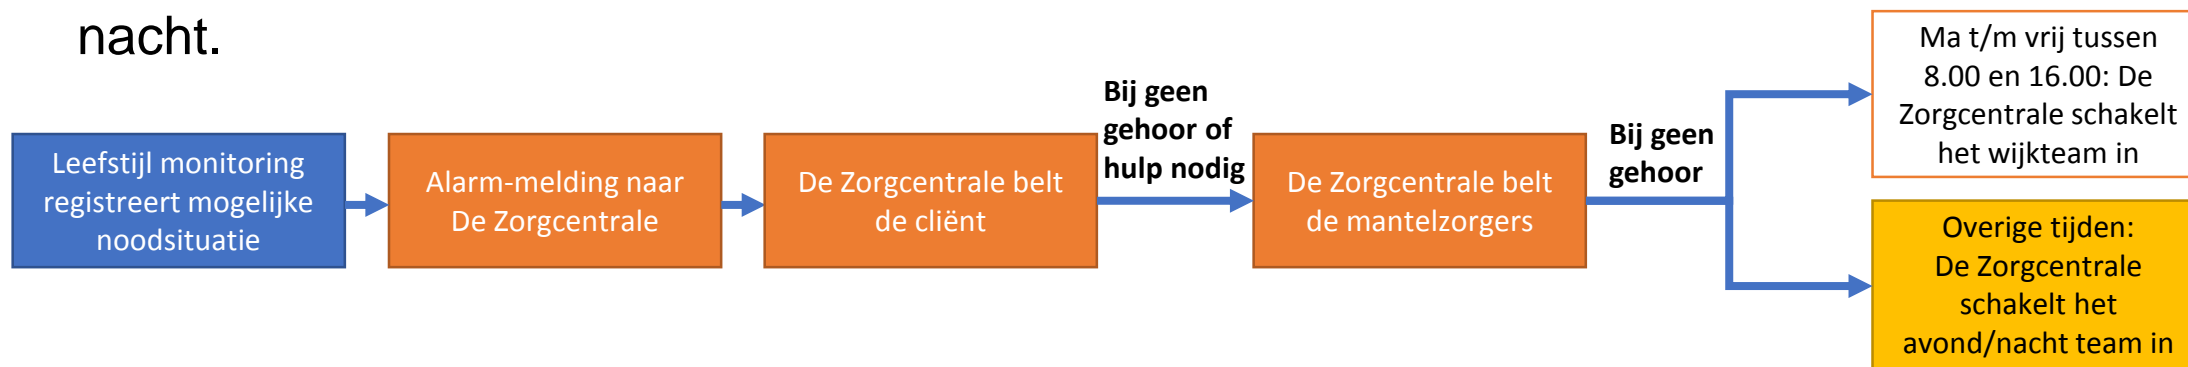 nacht.
Leefstijl monitoring
registreert mogelijke
noodsituatie
Alarm-melding naar
De Zorgcentrale
De Zorgcentrale belt
de cliënt
Bij geen
gehoor of
hulp nodig
De Zorgcentrale belt
de mantelzorgers
Bij geen
gehoor
Ma t/m vrij tussen
8.00 en 16.00: De
Zorgcentrale schakelt
het wijkteam in
Overige tijden:
De Zorgcentrale
schakelt het
avond/nacht team in